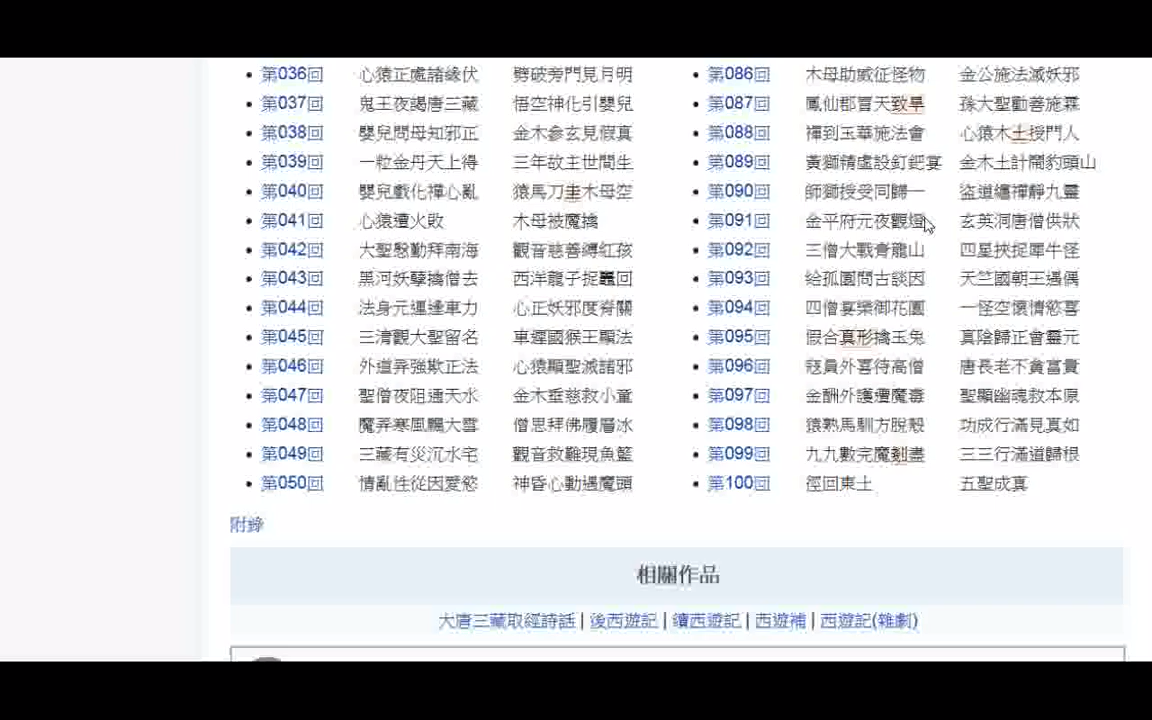 第036回 心猿正處諸緣伏 劈破旁門見月明 第086回 木母助威征怪物 金公施法滅妖邪
第037回 鬼王夜謁唐三藏 悟空神化引嬰兒 第087回 鳳仙郡冒天致旱 孫大聖勸善施霖
第038回 嬰兒問母知邪正 金木參玄見假真 第088回 禪到玉華施法會 心猿木土授門人
第039回 一粒金丹天上得 三年故主世間生 第089回 黃獅精虛設釘鈀宴 金木土計鬧豹頭山
第040回 嬰兒戲化禪心亂 猿馬刀圭木母空 第090回 師獅授受同歸一 盜道纏禪靜九靈
第041回 心猿遭火敗 木母被魔擒 第091回 金平府元夜觀燈 玄英洞唐僧供狀
第042回 大聖慇勤拜南海 觀音慈善縛紅孩 第092回 三僧大戰青龍山 四星挾捉犀牛怪
第043回 黑河妖孽擒僧去 西洋龍子捉鼉回 第093回 给孤園問古談因 天竺國朝王遇偶
第044回 法身元運逢車力 心正妖邪度脊關 第094回 四僧宴樂御花園 一怪空懷情慾喜
第045回 三清觀大聖留名 車遲國猴王顯法 第095回 假合真形擒玉兔 真陰歸正會靈元
第046回 外道弄強欺正法 心猿顯聖滅諸邪 第096回 寇員外喜待高僧 唐長老不貪富貴
第047回 聖僧夜阻通天水 金木垂慈救小童 第097回 金酬外護遭魔毒 聖顯幽魂救本原
第048回 魔弄寒風飄大雪 僧思拜佛履層冰 第098回 猿熟馬馴方脫殼 功成行滿見真如
第049回 三藏有災沉水宅 觀音救難現魚籃 第099回 九九數完魔剗盡 三三行滿道歸根
第050回 情亂性從因愛慾 神昏心動遇魔頭 第100回 徑回東土 五聖成真
附錄
相關作品
大唐三藏取經詩話 | 後西遊記 | 續西遊記 | 西遊補 | 西遊記(雜劇)